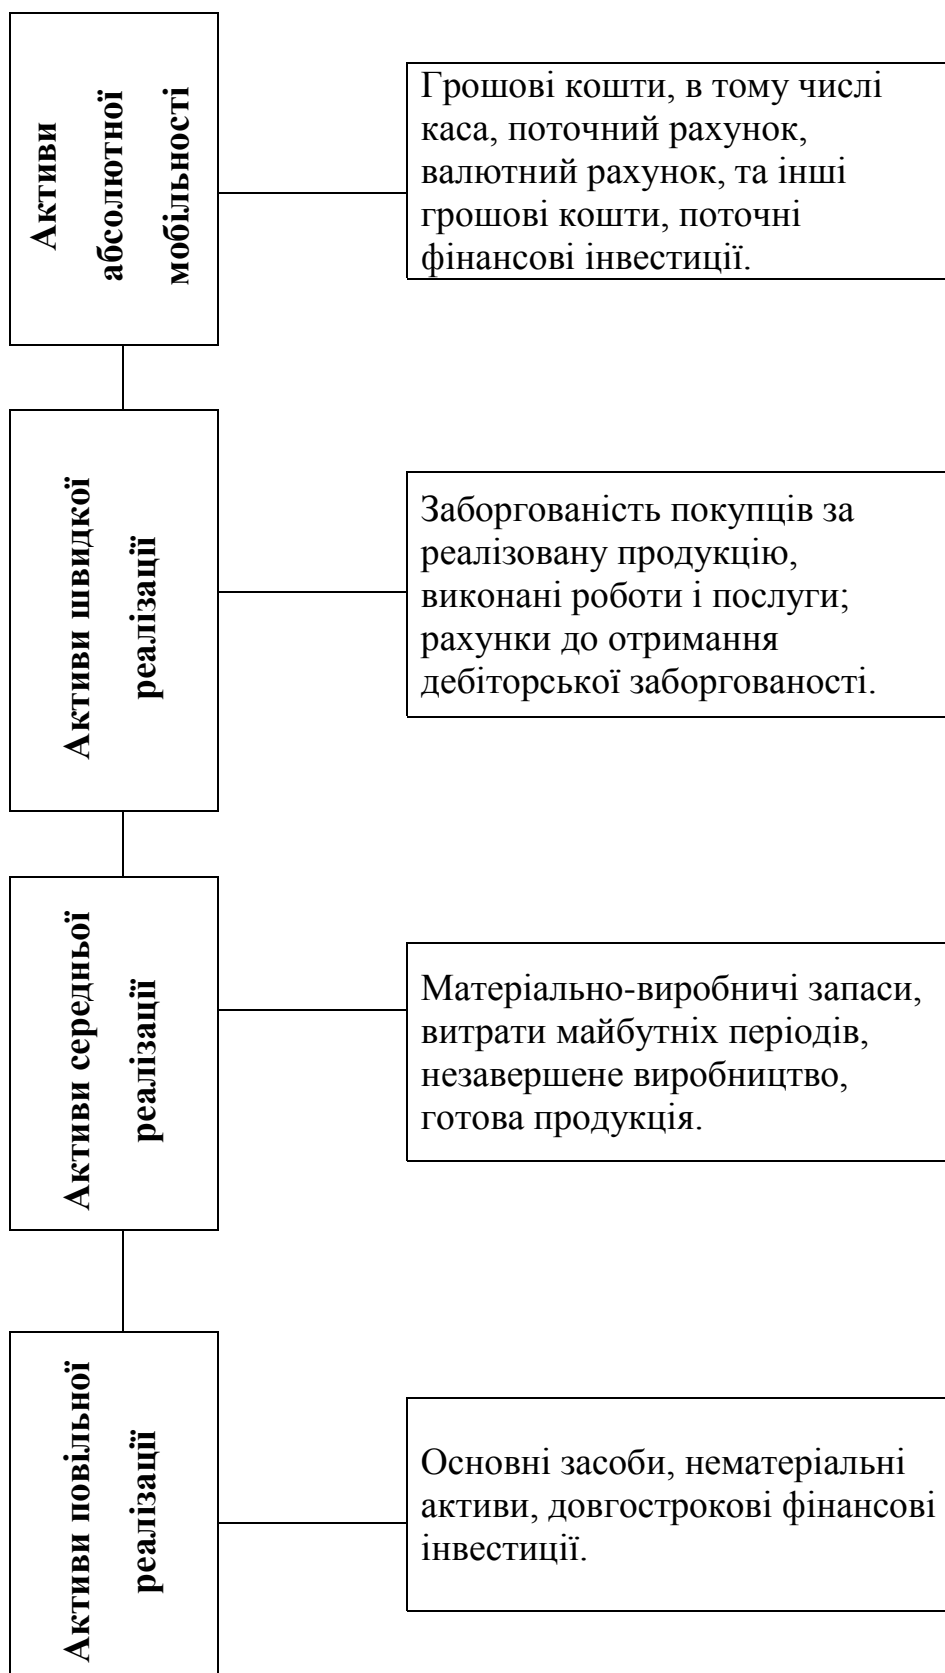 Активи
абсолютної
мобільності
Грошові кошти, в тому числі
каса, поточний рахунок,
валютний рахунок, та інші
грошові кошти, поточні
фінансові інвестиції.
Активи швидкої
реалізації
Заборгованість покупців за
реалізовану продукцію,
виконані роботи і послуги;
рахунки до отримання
дебіторської заборгованості.
Активи середньої
реалізації
Матеріально-виробничі запаси,
витрати майбутніх періодів,
незавершене виробництво,
готова продукція.
Активи повільної
реалізації
Основні засоби, нематеріальні
активи, довгострокові фінансові
інвестиції.